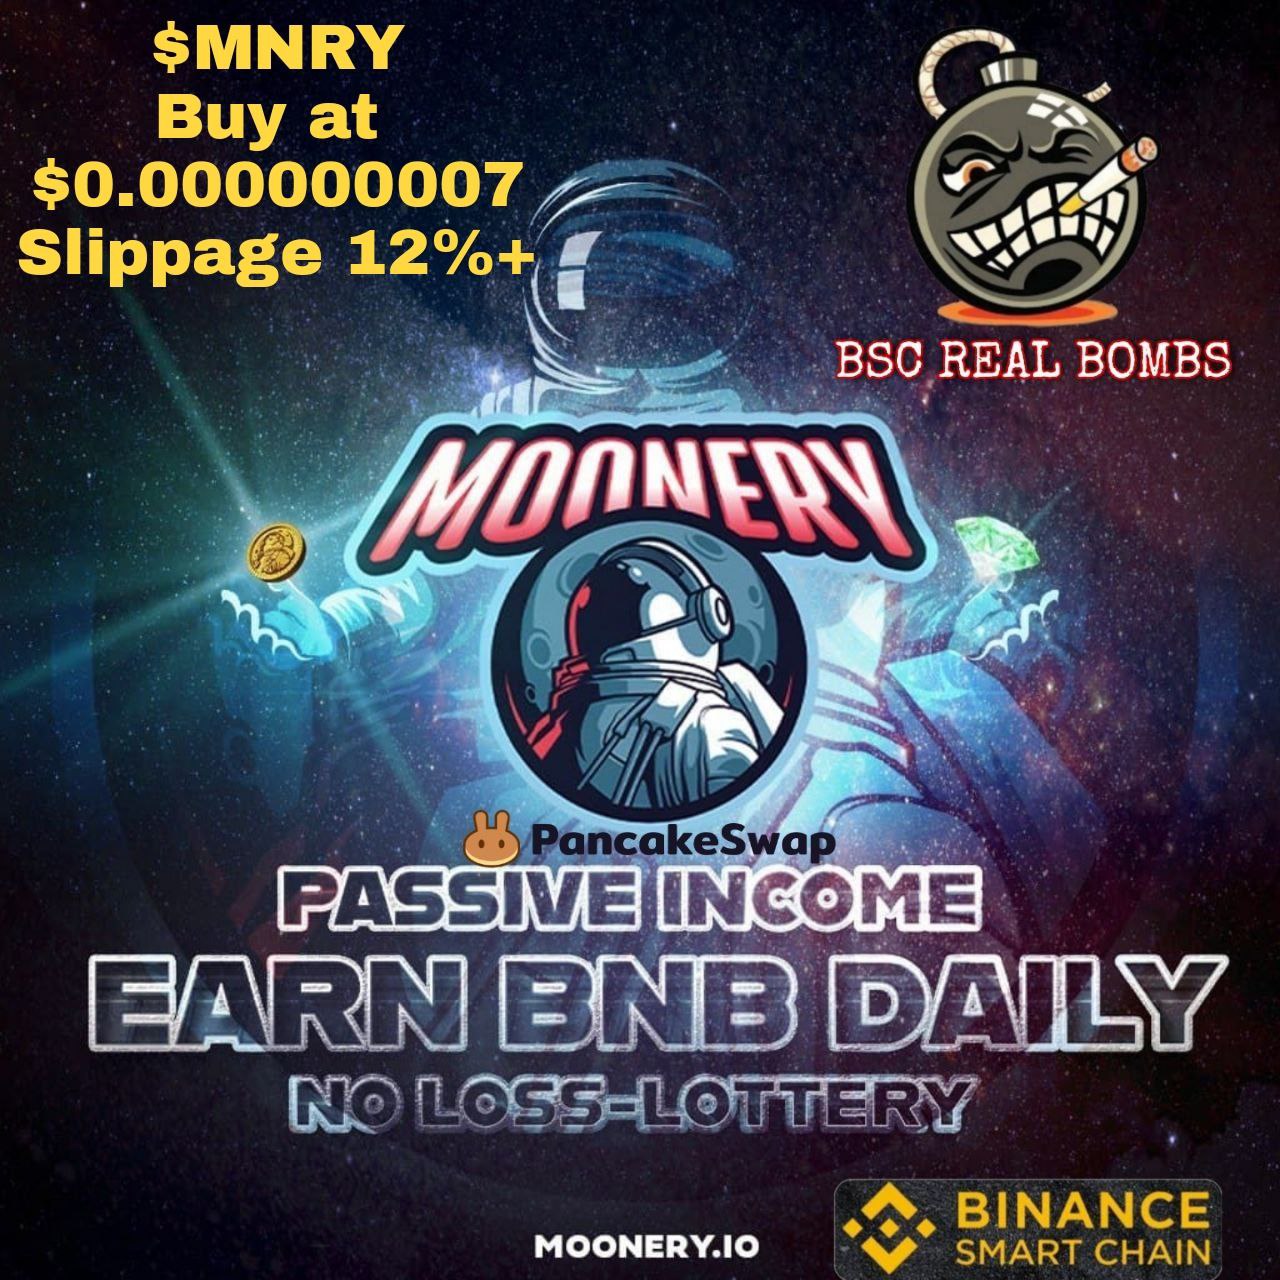 $MNRY
Buy at
$0.000000007
Slippage 12%+
BSC REAL BOMBS
MOONERY
PancakeSwap
PASSIVE INCOME
EARN BNB DAILY
NO LOSS-LOTTERY
MOONERY.IO
BINANCE
SMART CHAIN